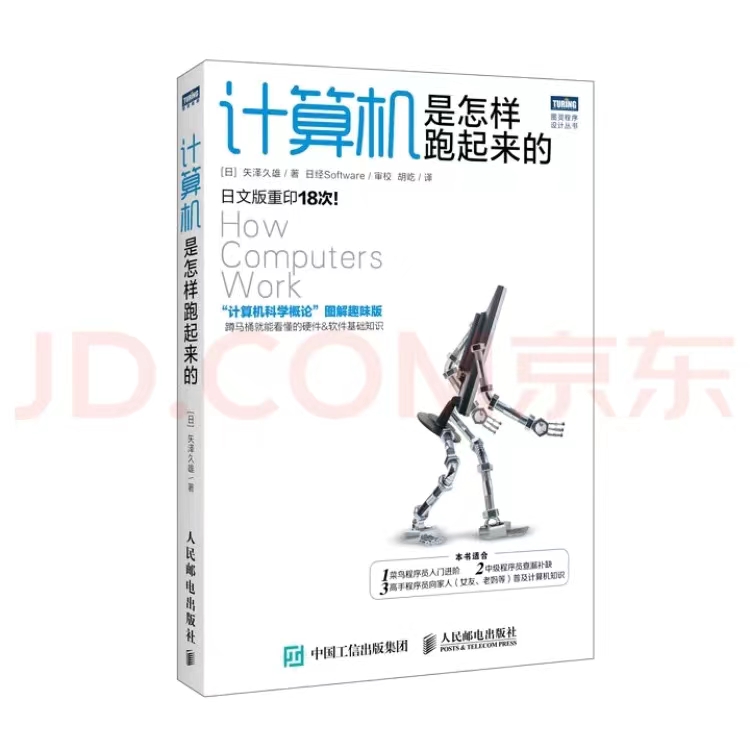 TURING
图灵程序
设计丛书
计算机
是怎样
跑起来的
[日] 矢泽久雄 / 著 日经Software / 审校 胡屹 / 译
日文版重印18次!
How
Computers
Work
“计算机科学概论”图解趣味版
蹲马桶就能看懂的硬件&软件基础知识
本书适合
1菜鸟程序员入门进阶 2中级程序员查漏补缺
3高手程序员向家人(女友、老妈等)普及计算机知识
中国工信出版集团
人民邮电出版社
POSTS & TELECOM PRESS
TURING
计算机
是怎样跑起来的
[日] 矢泽久雄 / 著
人民邮电出版社
JD.COM京东